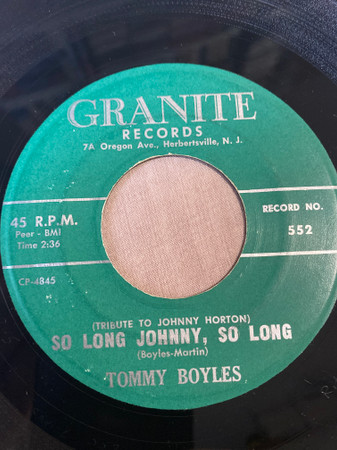 GRANITE
RECORDS
7A Oregon Ave., Herbertsville, N. J.
45 R.P.M.
Peer - BMI
Time 2:36
RECORD NO.
552
CP-4845
(TRIBUTE TO JOHNNY HORTON)
SO LONG JOHNNY, SO LONG
(Boyles-Martin)
TOMMY BOYLES